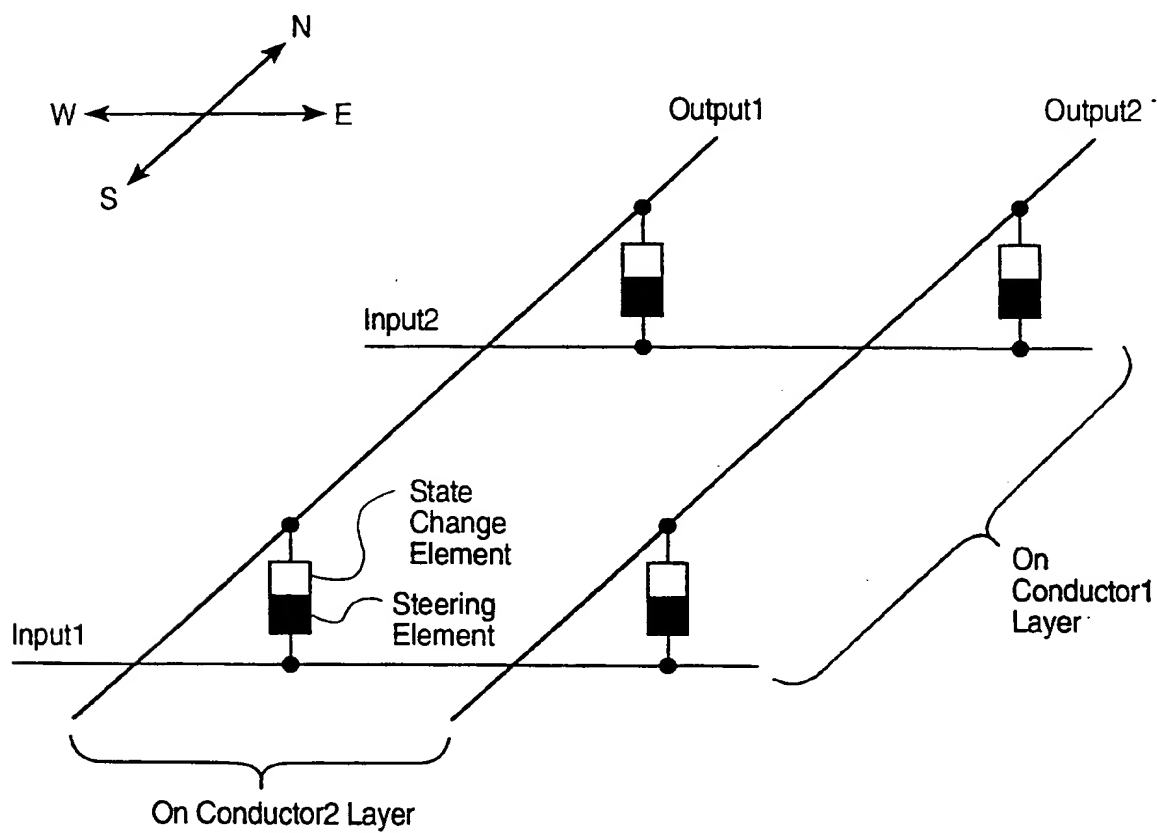 N
W
E
S
Output1
Output2
Input2
State
Change
Element
Steering
Element
Input1
On
Conductor1
Layer
On Conductor2 Layer